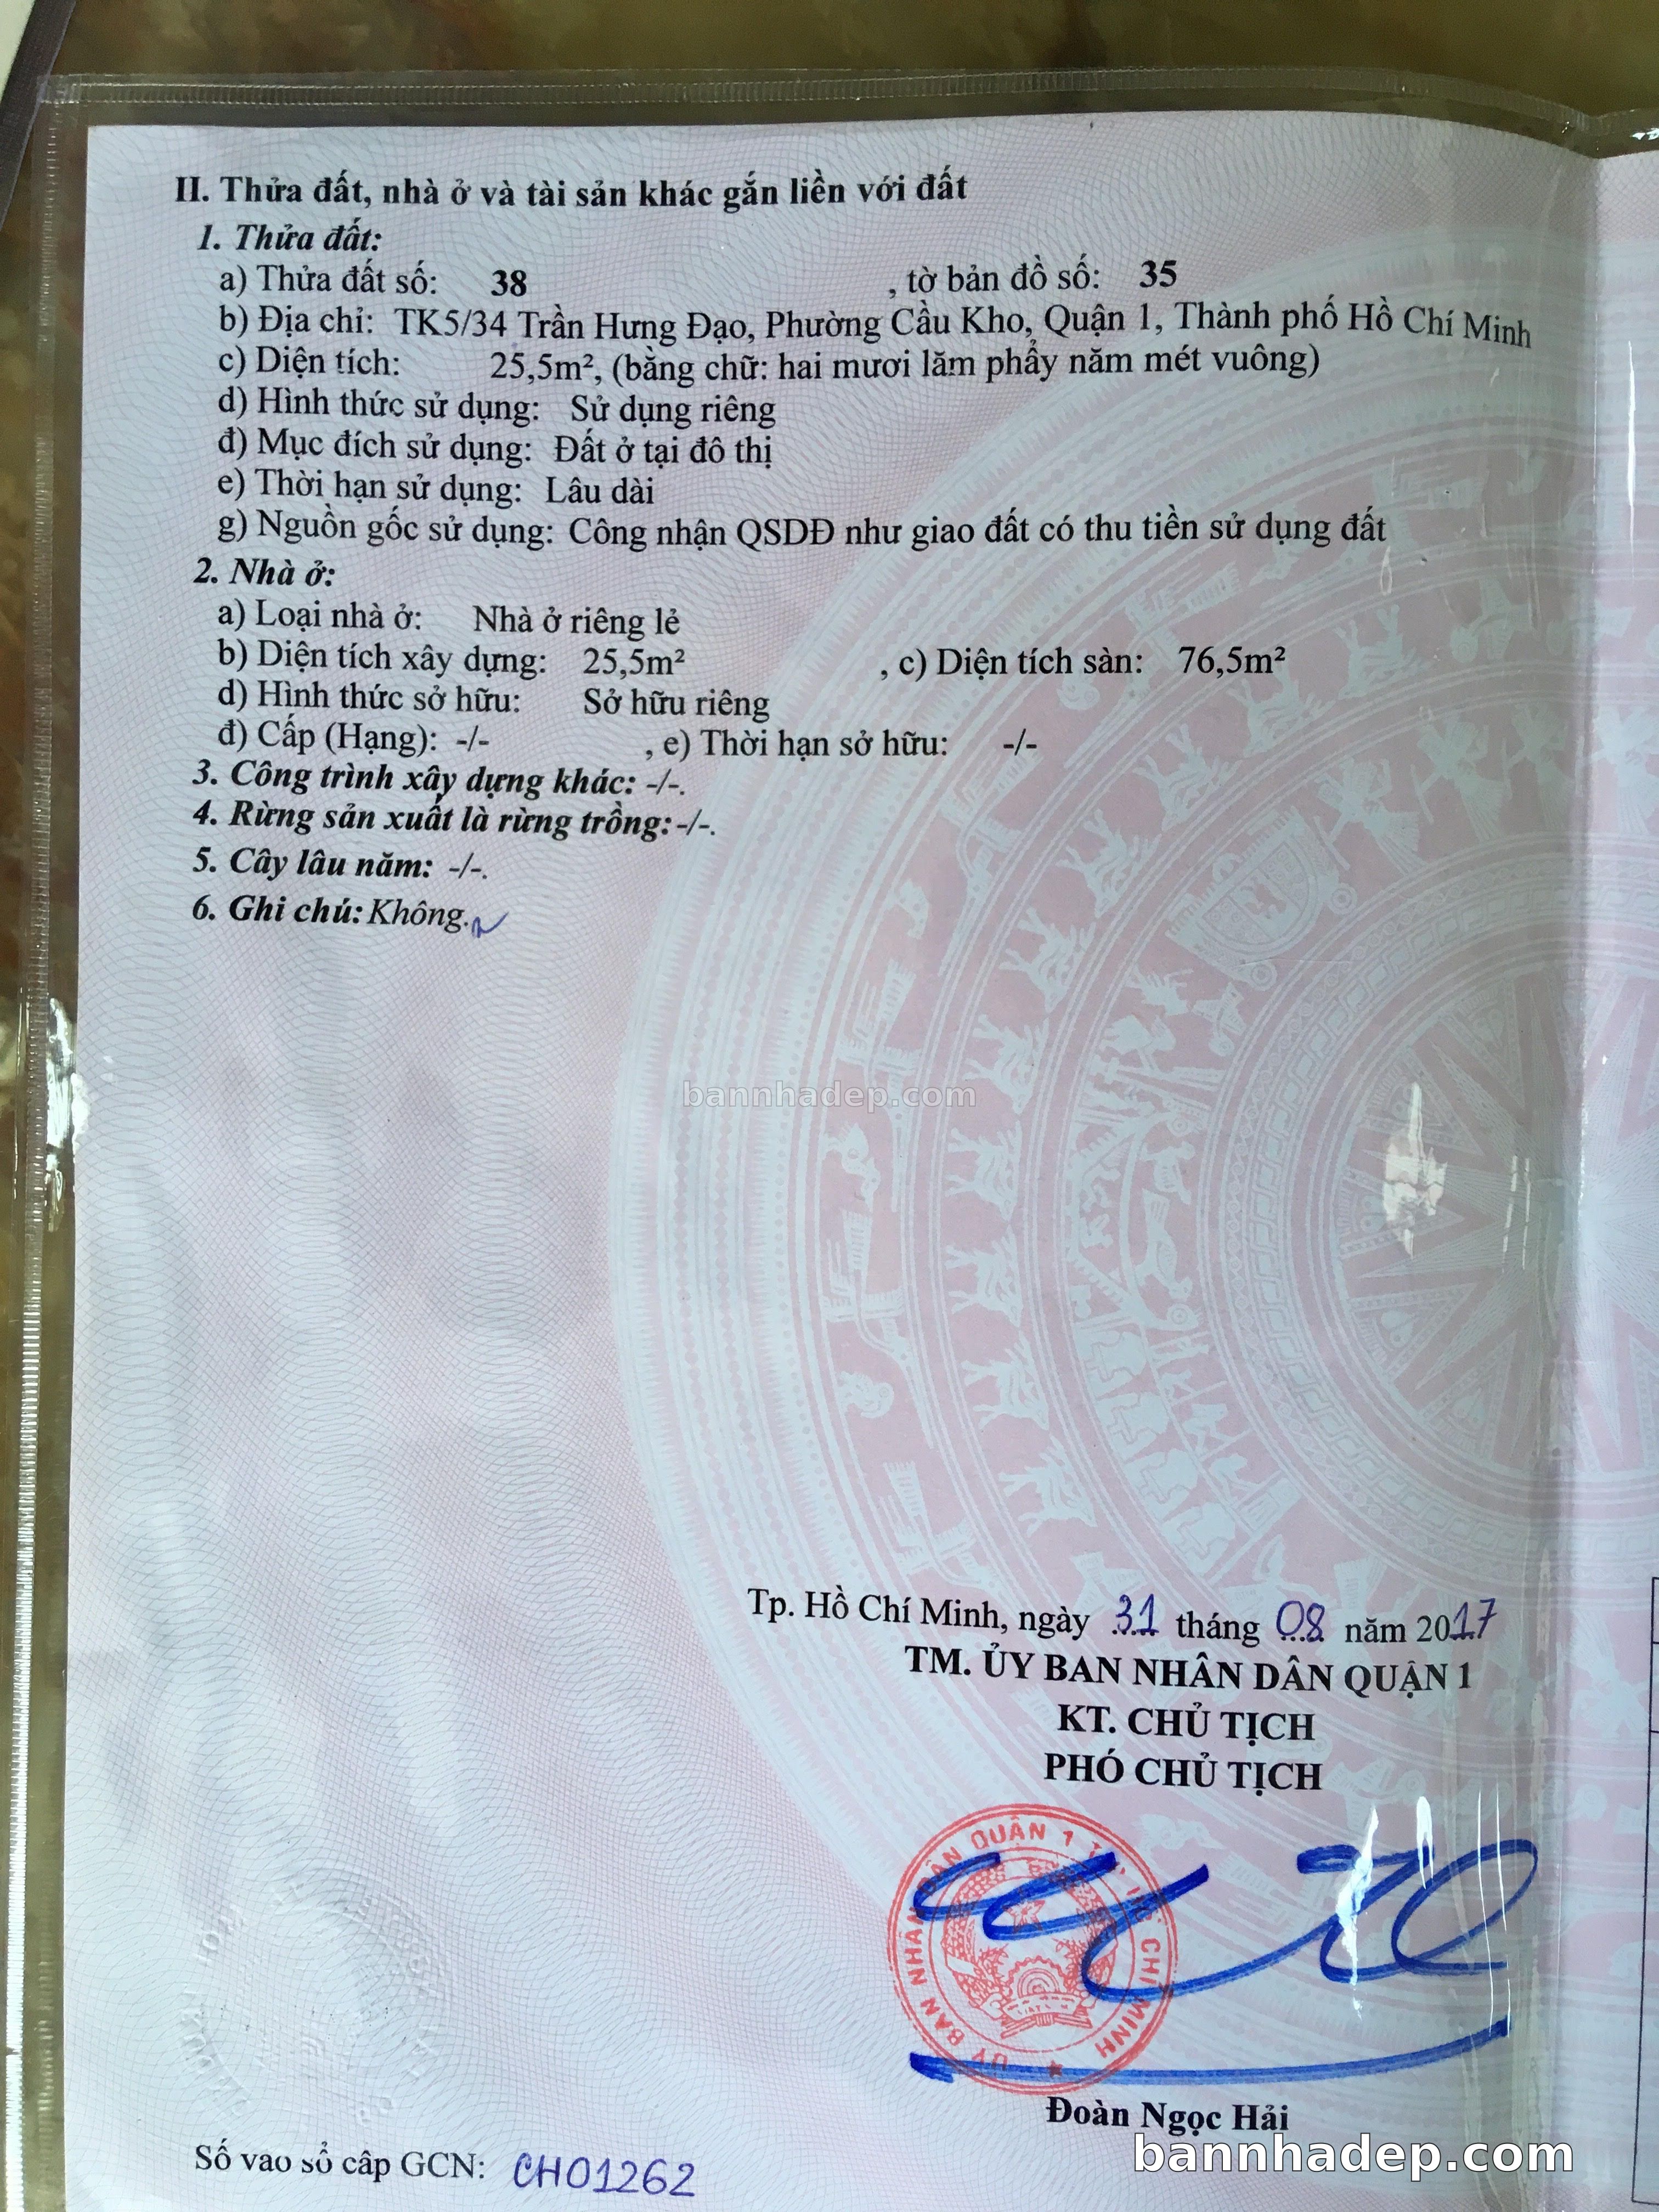 II. Thửa đất, nhà ở và tài sản khác gắn liền với đất
1. Thửa đất:
a) Thửa đất số: 38 , tờ bản đồ số: 35
b) Địa chỉ: TK5/34 Trần Hưng Đạo, Phường Cầu Kho, Quận 1, Thành phố Hồ Chí Minh
c) Diện tích: 25,5m², (bằng chữ: hai mươi lăm phẩy năm mét vuông)
d) Hình thức sử dụng: Sử dụng riêng
đ) Mục đích sử dụng: Đất ở tại đô thị
e) Thời hạn sử dụng: Lâu dài
g) Nguồn gốc sử dụng: Công nhận QSDĐ như giao đất có thu tiền sử dụng đất
2. Nhà ở:
a) Loại nhà ở: Nhà ở riêng lẻ
b) Diện tích xây dựng: 25,5m² , c) Diện tích sàn: 76,5m²
d) Hình thức sở hữu: Sở hữu riêng
đ) Cấp (Hạng): -/- , e) Thời hạn sở hữu: -/-
3. Công trình xây dựng khác: -/-.
4. Rừng sản xuất là rừng trồng: -/-.
5. Cây lâu năm: -/-.
6. Ghi chú: Không.
bannhadep.com
Tp. Hồ Chí Minh, ngày 31 tháng 08 năm 2017
TM. ỦY BAN NHÂN DÂN QUẬN 1
KT. CHỦ TỊCH
PHÓ CHỦ TỊCH
ỦY BAN NHÂN DÂN QUẬN 1 CHÍ MINH
Đoàn Ngọc Hải
bannhadep.com
Số vào sổ cấp GCN: CH01262